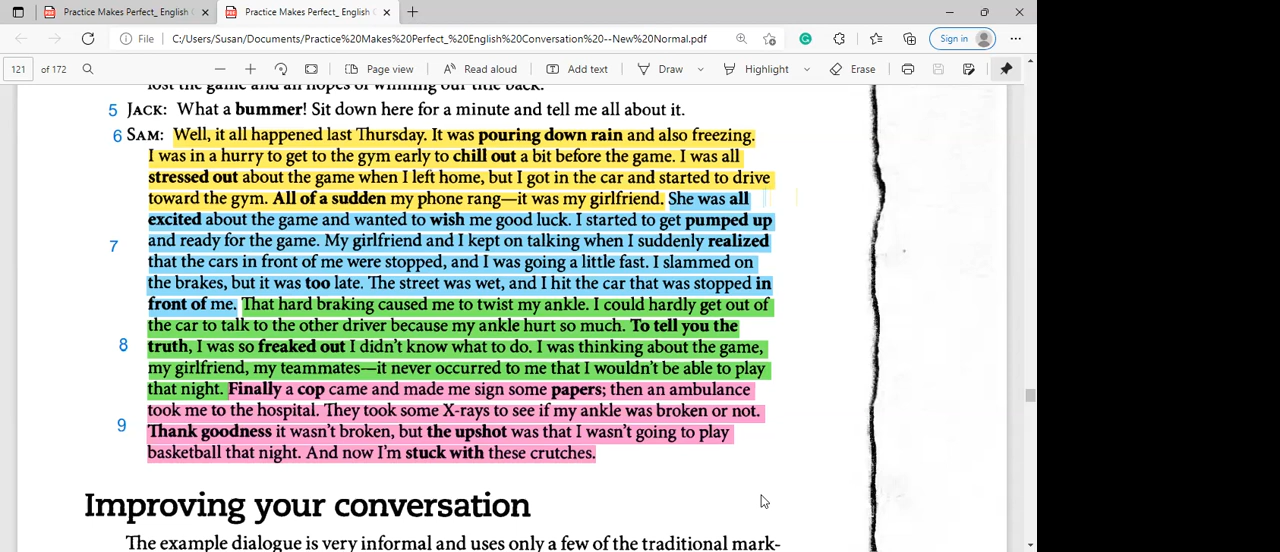 Practice Makes Perfect_ English C
Practice Makes Perfect_ English C
File
C:/Users/Susan/Documents/Practice%20Makes%20Perfect_%20English%20Conversation%20--New%20Normal.pdf
Sign in
121 of 172
Page view
Read aloud
Add text
Draw
Highlight
Erase
lost the game and all hopes of winning our title back.
5 JACK: What a bummer! Sit down here for a minute and tell me all about it.
6 SAM: Well, it all happened last Thursday. It was pouring down rain and also freezing.
I was in a hurry to get to the gym early to chill out a bit before the game. I was all
stressed out about the game when I left home, but I got in the car and started to drive
toward the gym. All of a sudden my phone rang—it was my girlfriend. She was all
excited about the game and wanted to wish me good luck. I started to get pumped up
7 and ready for the game. My girlfriend and I kept on talking when I suddenly realized
that the cars in front of me were stopped, and I was going a little fast. I slammed on
the brakes, but it was too late. The street was wet, and I hit the car that was stopped in
front of me. That hard braking caused me to twist my ankle. I could hardly get out of
the car to talk to the other driver because my ankle hurt so much. To tell you the
8 truth, I was so freaked out I didn't know what to do. I was thinking about the game,
my girlfriend, my teammates—it never occurred to me that I wouldn't be able to play
that night. Finally a cop came and made me sign some papers; then an ambulance
took me to the hospital. They took some X-rays to see if my ankle was broken or not.
9 Thank goodness it wasn't broken, but the upshot was that I wasn't going to play
basketball that night. And now I'm stuck with these crutches.
Improving your conversation
The example dialogue is very informal and uses only a few of the traditional mark-